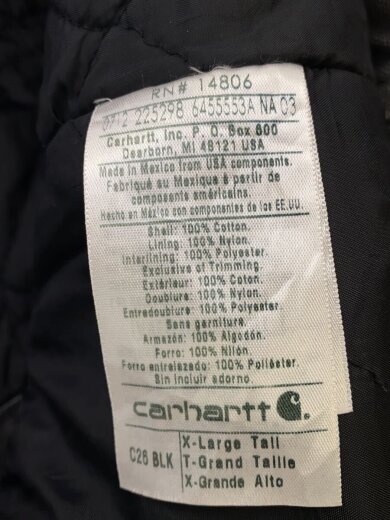 RN# 14806
0712 225298 6455553A NA 03
Carhartt, Inc. P. O. Box 600
Dearborn, MI 48121 USA
Made in Mexico from USA components.
Fabriqué au Mexique à partir de
composants américains.
Hecho en México con componentes de los EE.UU.
Shell: 100% Cotton.
Lining: 100% Nylon.
Interlining: 100% Polyester.
Exclusive of Trimming.
Extérieur: 100% Coton.
Doublure: 100% Nylon.
Entredoublure: 100% Polyester.
Sans garniture.
Armazón: 100% Algodón.
Forro: 100% Nilón.
Forro entrelazado: 100% Poliéster.
Sin incluir adorno.
carhartt
C26 BLK
X-Large Tall
T-Grand Taille
X-Grande Alto